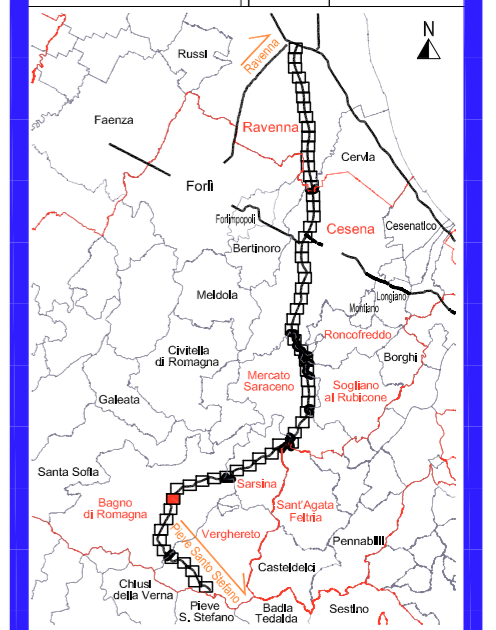 N
Russi
Ravenna
Faenza
Ravenna
Cervia
Forlì
Forlimpopoli
Cesena
Cesenatico
Bertinoro
Meldola
Longiano
Montiano
Roncofreddo
Civitella
di Romagna
Borghi
Mercato
Saraceno
Sogliano
al Rubicone
Galeata
Santa Sofia
Sarsina
Bagno
di Romagna
Sant'Agata
Feltria
Verghereto
Pennabilli
Pieve Santo Stefano
Casteldelci
Chiusi
della Verna
Pieve
S. Stefano
Badia
Tedalda
Sestino